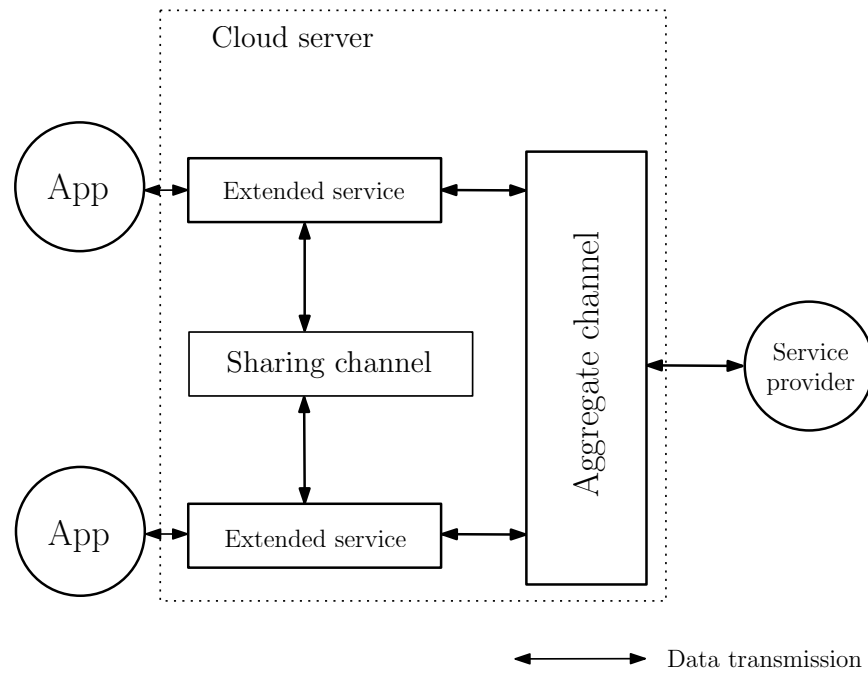 Cloud server
App
Extended service
Sharing channel
Aggregate channel
Service
provider
App
Extended service
Data transmission